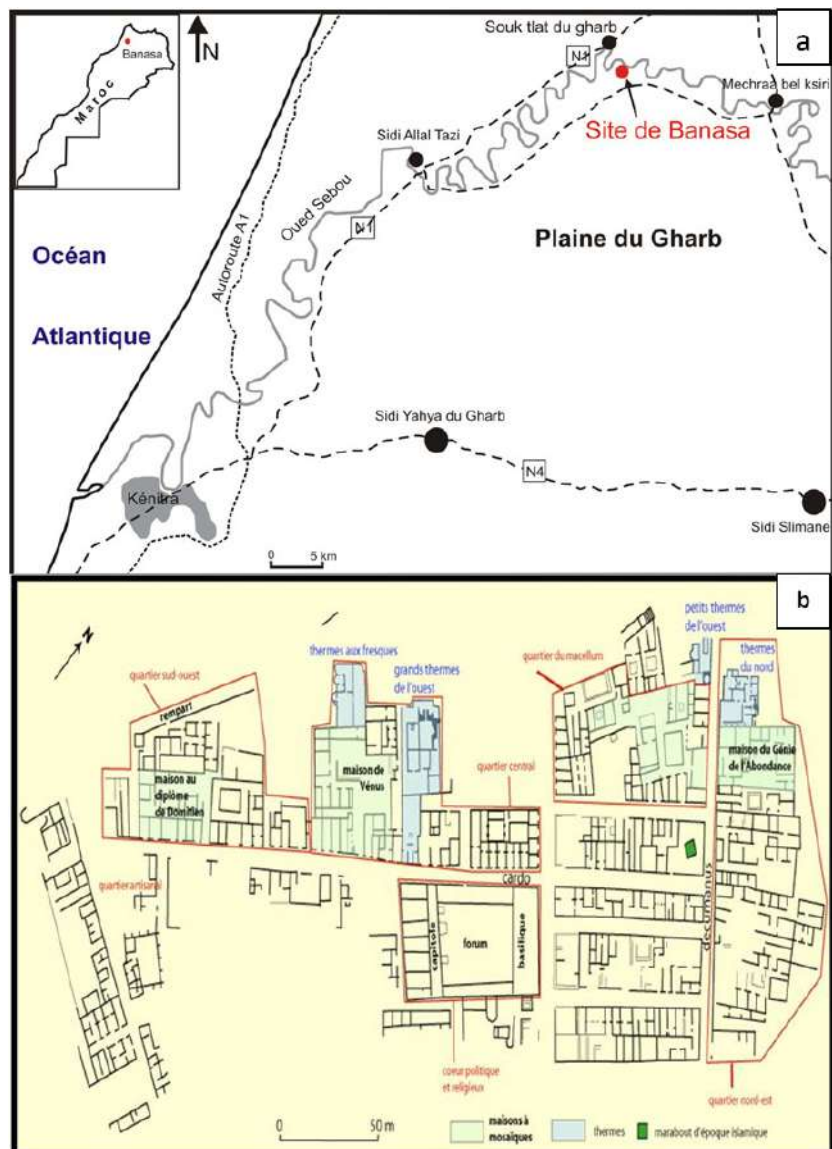 a
Banasa
Maroc
N
Souk tlat du gharb
N1
Mechraa bel ksiri
Site de Banasa
Sidi Allal Tazi
Oued Sebou
N1
Autoroute A1
Plaine du Gharb
Océan
Atlantique
Sidi Yahya du Gharb
N4
Kénitra
Sidi Slimane
0 5 km
b
N
petits thermes
de l'ouest
thermes aux fresques
quartier du macellum
thermes
du nord
grands thermes
de l'ouest
quartier sud-ouest
rempart
maison du Génie
de l'Abondance
maison de
Vénus
quartier central
maison au
diplôme
de Domitien
cardo
quartier artisanal
decumanus
capitole
forum
basilique
coeur politique
et religieux
quartier nord-est
0 50 m
maisons à
mosaïques
thermes
marabout d'époque islamique